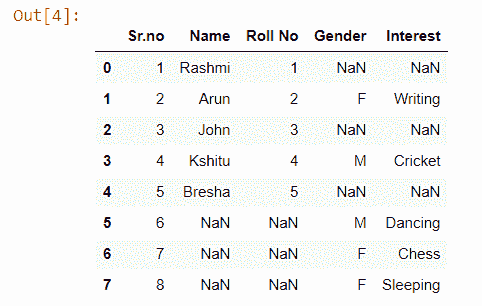 Out[4]:
Sr.no Name Roll No Gender Interest
0 1 Rashmi 1 NaN NaN
1 2 Arun 2 F Writing
2 3 John 3 NaN NaN
3 4 Kshitu 4 M Cricket
4 5 Bresha 5 NaN NaN
5 6 NaN NaN M Dancing
6 7 NaN NaN F Chess
7 8 NaN NaN F Sleeping